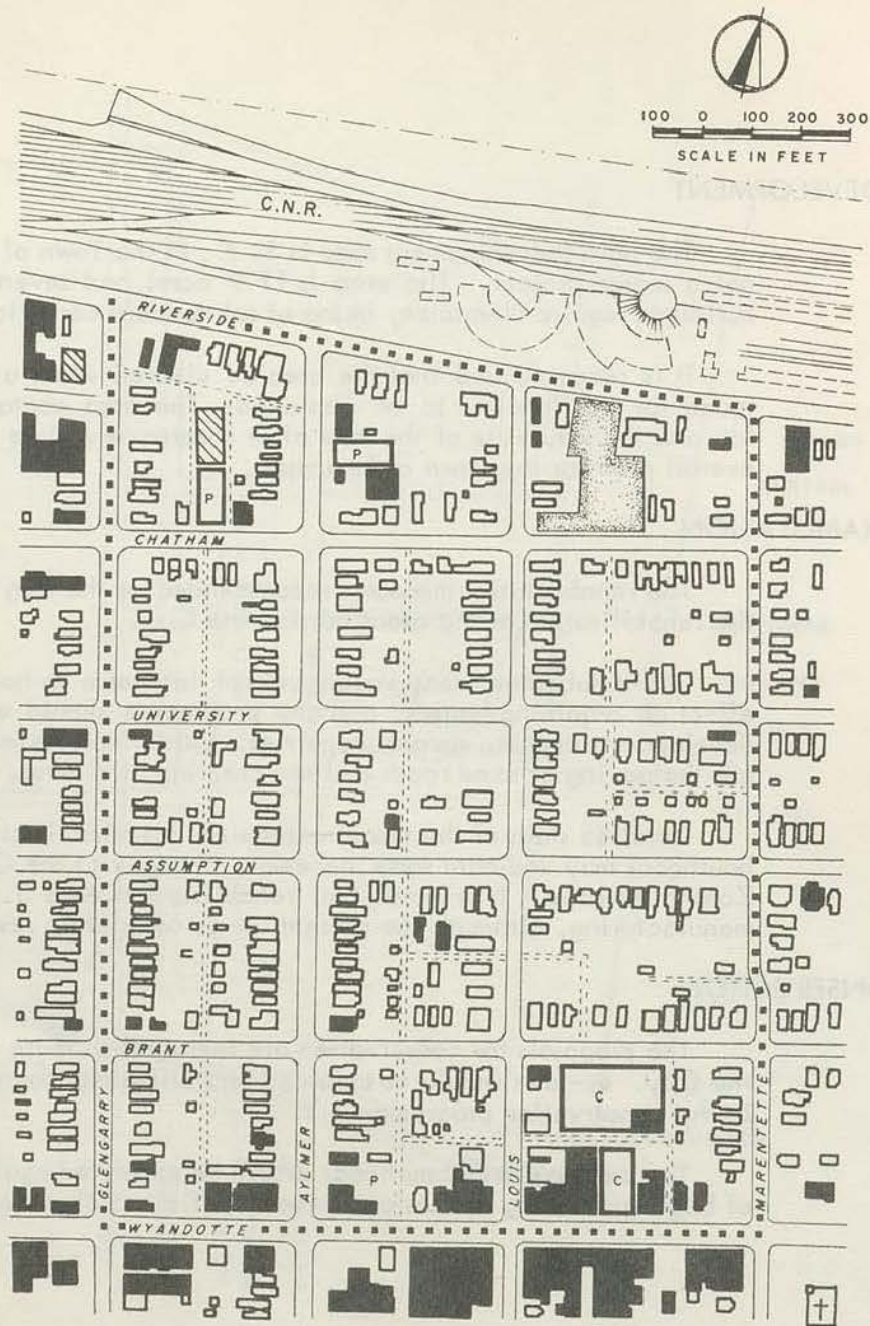 100 0 100 200 300
SCALE IN FEET
C.N.R.
RIVERSIDE
P
P
CHATHAM
UNIVERSITY
ASSUMPTION
BRANT
GLENGARRY
AYLMER
LOUIS
MARENTETTE
C
P
C
WYANDOTTE